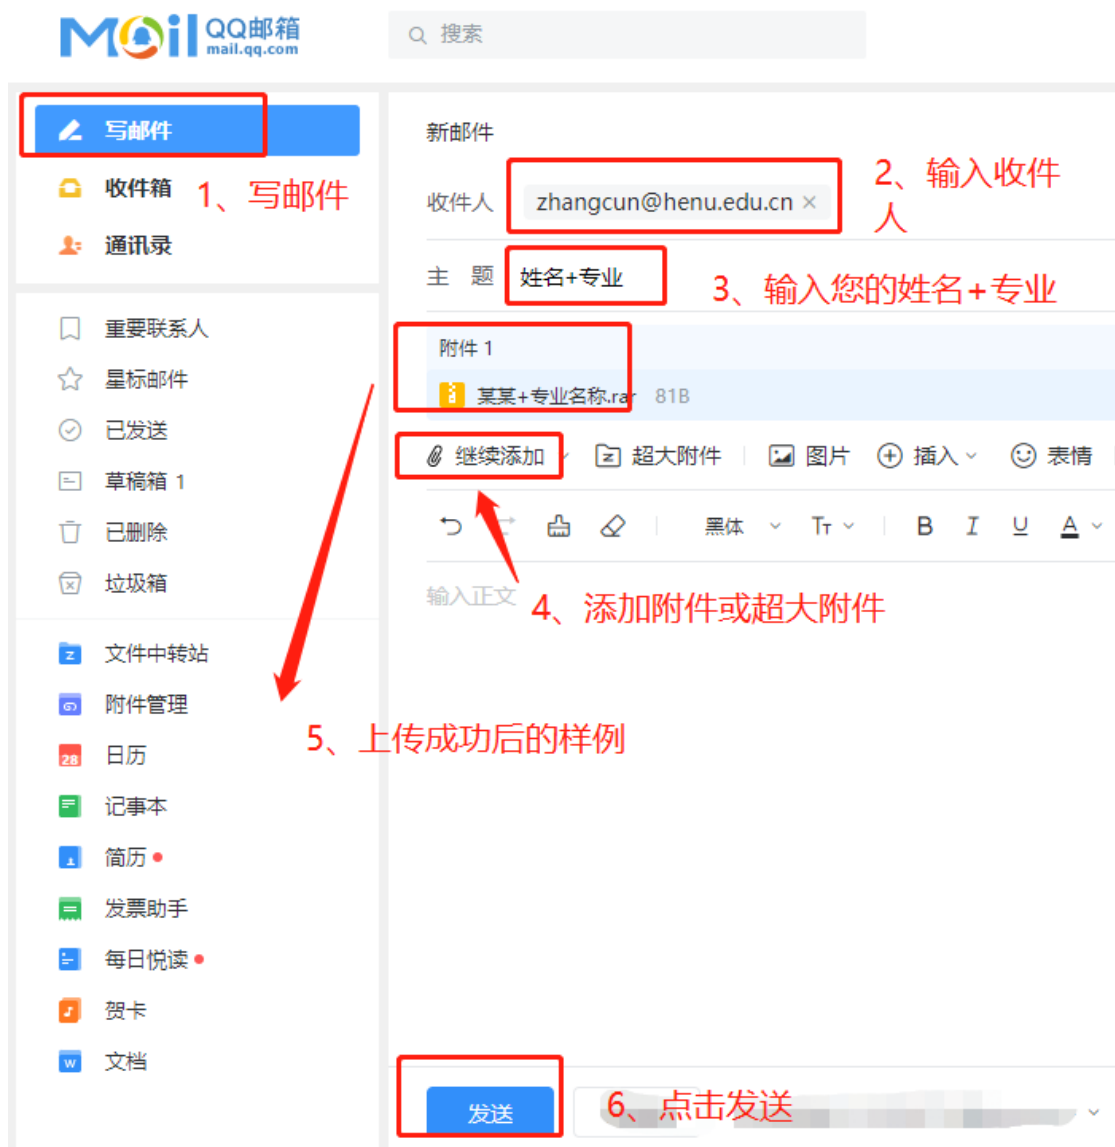 Mail QQ邮箱
mail.qq.com
搜索
写邮件
收件箱
1、写邮件
通讯录
重要联系人
星标邮件
已发送
草稿箱 1
已删除
垃圾箱
文件中转站
附件管理
日历
28
记事本
简历
发票助手
每日悦读
贺卡
文档
新邮件
收件人
zhangcun@henu.edu.cn ×
2、输入收件
人
主 题
姓名+专业
3、输入您的姓名+专业
附件 1
某某+专业名称.rar 81B
继续添加 超大附件 图片 插入 表情
黑体 TT B I U A
输入正文
4、添加附件或超大附件
5、上传成功后的样例
发送
6、点击发送